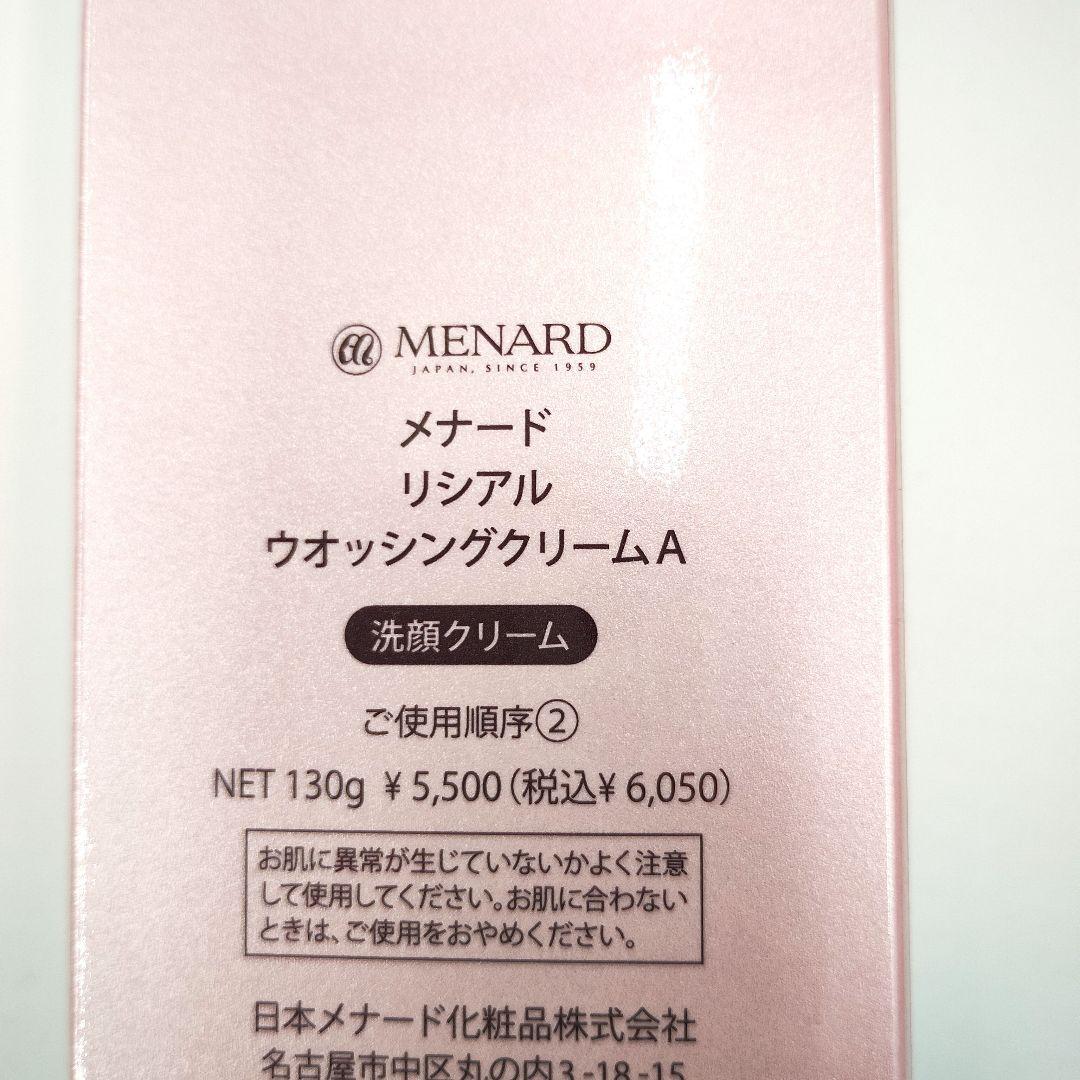 MENARD
JAPAN, SINCE 1959
メナード
リシアル
ウオッシングクリームA
洗顔クリーム
ご使用順序②
NET 130g ¥5,500(税込¥6,050)
お肌に異常が生じていないかよく注意
して使用してください。お肌に合わない
ときは、ご使用をおやめください。
日本メナード化粧品株式会社
名古屋市中区丸の内3-18-15